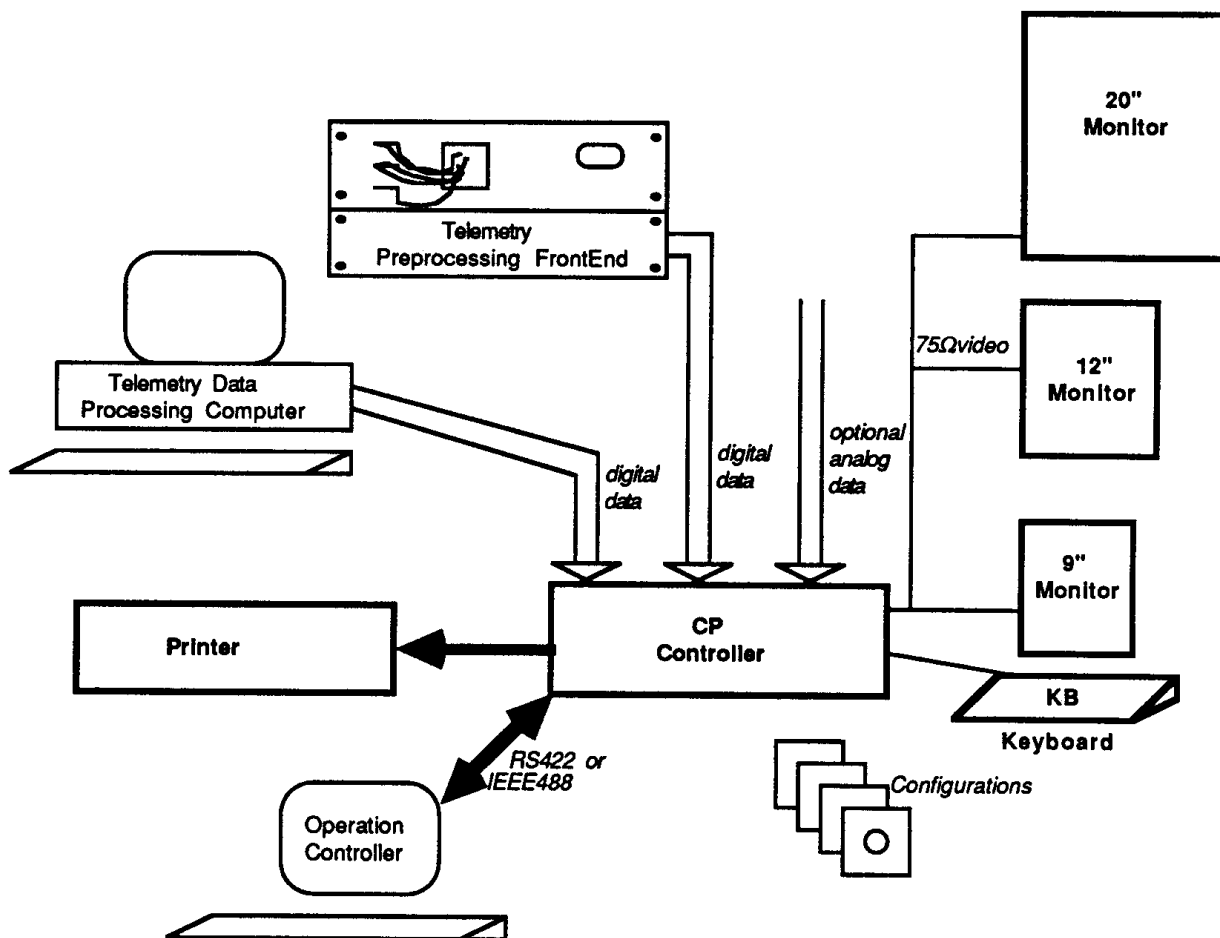 20"
Monitor
Telemetry
Preprocessing FrontEnd
75Ωvideo
12"
Monitor
Telemetry Data
Processing Computer
digital
data
digital
data
optional
analog
data
9"
Monitor
Printer
CP
Controller
KB
Keyboard
RS422 or
IEEE488
Configurations
Operation
Controller